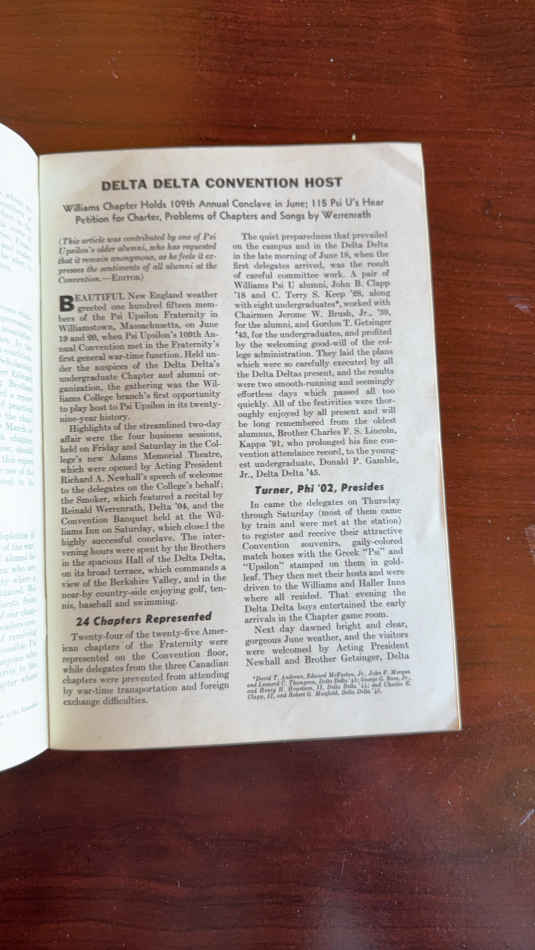 DELTA DELTA CONVENTION HOST
Williams Chapter Holds 109th Annual Conclave in June; 115 Psi U's Hear
Petition for Charter, Problems of Chapters and Songs by Werrenrath
(This article was contributed by one of Psi
Upsilon's older alumni, who has requested
that it remain anonymous, as he feels it ex-
presses the sentiments of all alumni at the
Convention.—EDITOR)
BEAUTIFUL New England weather
greeted one hundred fifteen mem-
bers of the Psi Upsilon Fraternity in
Williamstown, Massachusetts, on June
19 and 20, when Psi Upsilon's 109th An-
nual Convention met in the Fraternity's
first general war-time function. Held un-
der the auspices of the Delta Delta's
undergraduate Chapter and alumni or-
ganization, the gathering was the Wil-
liams College branch's first opportunity
to play host to Psi Upsilon in its twenty-
nine-year history.
Highlights of the streamlined two-day
affair were the four business sessions,
held on Friday and Saturday in the Col-
lege's new Adams Memorial Theatre,
which were opened by Acting President
Richard A. Newhall's speech of welcome
to the delegates on the College's behalf;
the Smoker, which featured a recital by
Reinald Werrenrath, Delta '04, and the
Convention Banquet held at the Wil-
liams Inn on Saturday, which closed the
highly successful conclave. The inter-
vening hours were spent by the Brothers
in the spacious Hall of the Delta Delta,
on its broad terrace, which commands a
view of the Berkshire Valley, and in the
near-by country-side enjoying golf, ten-
nis, baseball and swimming.
24 Chapters Represented
Twenty-four of the twenty-five Amer-
ican chapters of the Fraternity were
represented on the Convention floor,
while delegates from the three Canadian
chapters were prevented from attending
by war-time transportation and foreign
exchange difficulties.
The quiet preparedness that prevailed
on the campus and in the Delta Delta
in the late morning of June 18, when the
first delegates arrived, was the result
of careful committee work. A pair of
Williams Psi U alumni, John B. Clapp
'18 and C. Terry S. Keep '28, along
with eight undergraduates*, worked with
Chairmen Jerome W. Brush, Jr., '39,
for the alumni, and Gordon T. Getsinger
'43, for the undergraduates, and profited
by the welcoming good-will of the col-
lege administration. They laid the plans
which were so carefully executed by all
the Delta Deltas present, and the results
were two smooth-running and seemingly
effortless days which passed all too
quickly. All of the festivities were thor-
oughly enjoyed by all present and will
be long remembered from the oldest
alumnus, Brother Charles F. S. Lincoln,
Kappa '91, who prolonged his fine con-
vention attendance record, to the young-
est undergraduate, Donald P. Gamble,
Jr., Delta Delta '45.
Turner, Phi '02, Presides
In came the delegates on Thursday
through Saturday (most of them came
by train and were met at the station)
to register and receive their attractive
Convention souvenirs, gaily-colored
match boxes with the Greek "Psi" and
"Upsilon" stamped on them in gold-
leaf. They then met their hosts and were
driven to the Williams and Haller Inns
where all resided. That evening the
Delta Delta boys entertained the early
arrivals in the Chapter game room.
Next day dawned bright and clear,
gorgeous June weather, and the visitors
were welcomed by Acting President
Newhall and Brother Getsinger, Delta